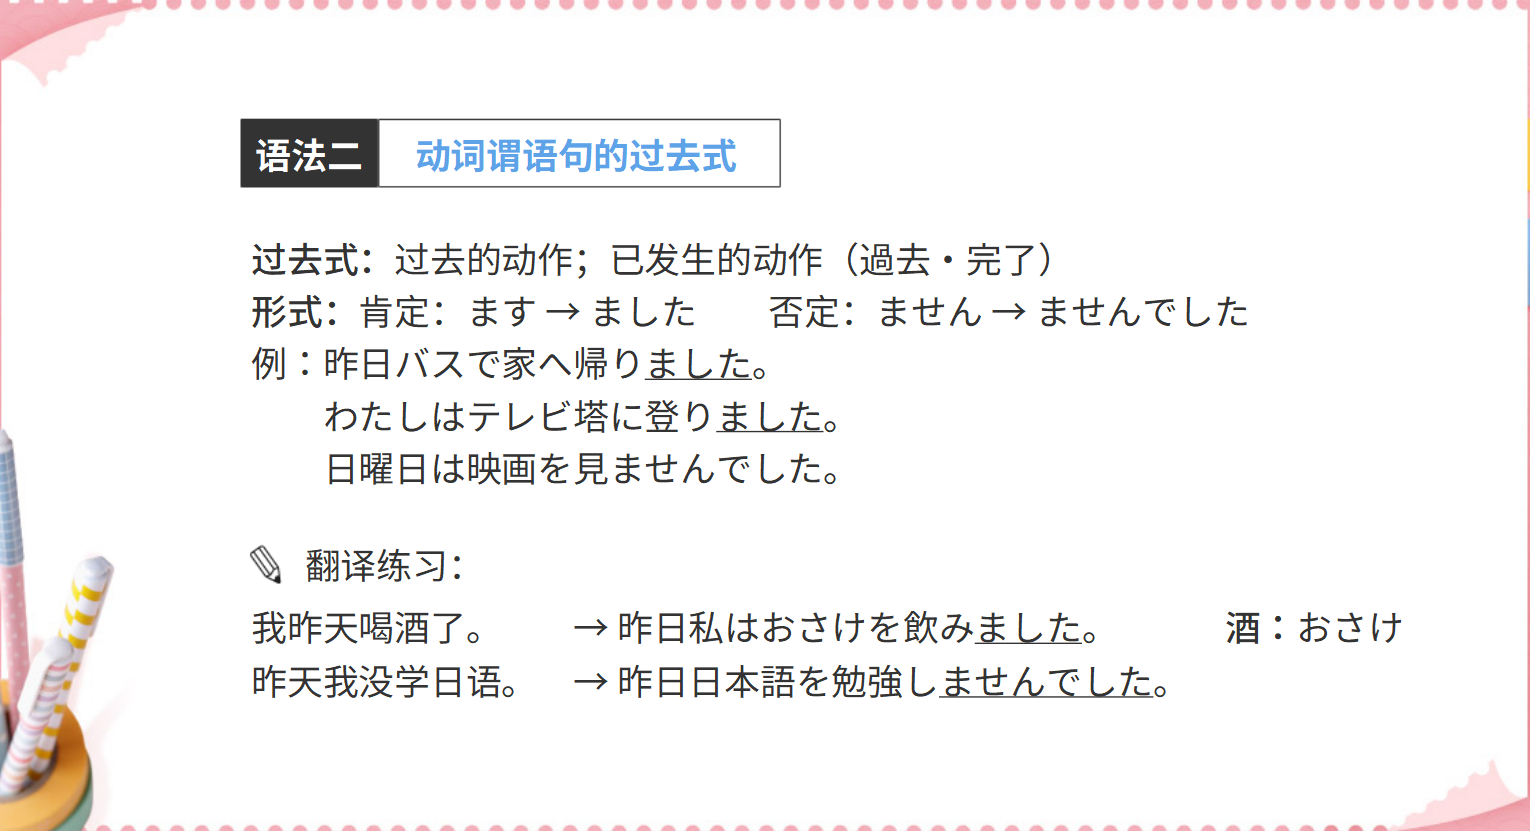 语法二 动词谓语句的过去式
过去式：过去的动作；已发生的动作（過去・完了）
形式：肯定：ます → ました 否定：ません → ませんでした
例：昨日バスで家へ帰りました。
わたしはテレビ塔に登りました。
日曜日は映画を見ませんでした。
翻译练习：
我昨天喝酒了。 → 昨日私はおさけを飲みました。 酒：おさけ
昨天我没学日语。 → 昨日日本語を勉強しませんでした。